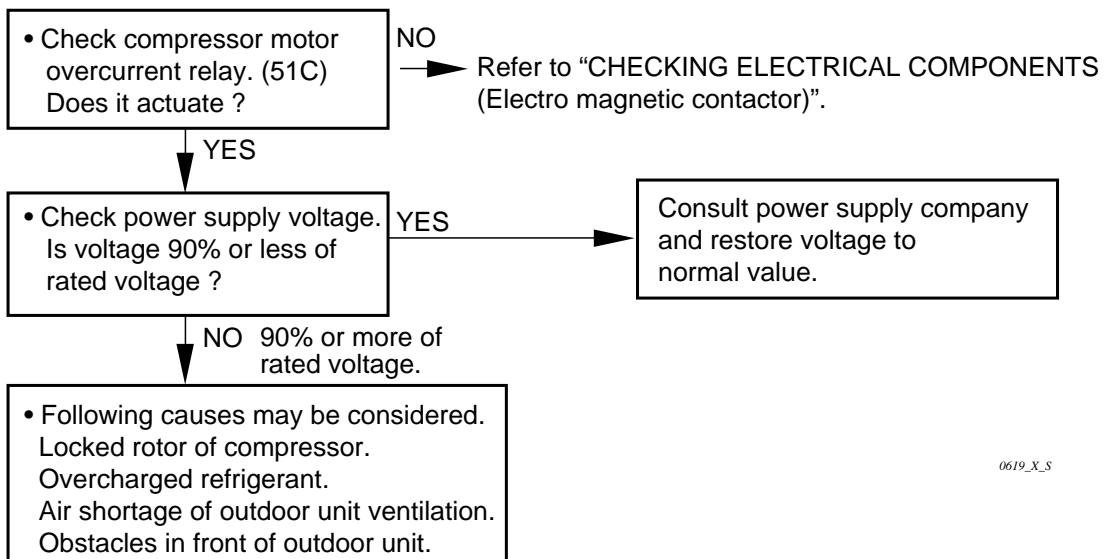 • Check compressor motor
overcurrent relay. (51C)
Does it actuate ?
NO
Refer to “CHECKING ELECTRICAL COMPONENTS
(Electro magnetic contactor)”.
YES
• Check power supply voltage.
Is voltage 90% or less of
rated voltage ?
YES
Consult power supply company
and restore voltage to
normal value.
NO 90% or more of
rated voltage.
• Following causes may be considered.
Locked rotor of compressor.
Overcharged refrigerant.
Air shortage of outdoor unit ventilation.
Obstacles in front of outdoor unit.
0619_X_S